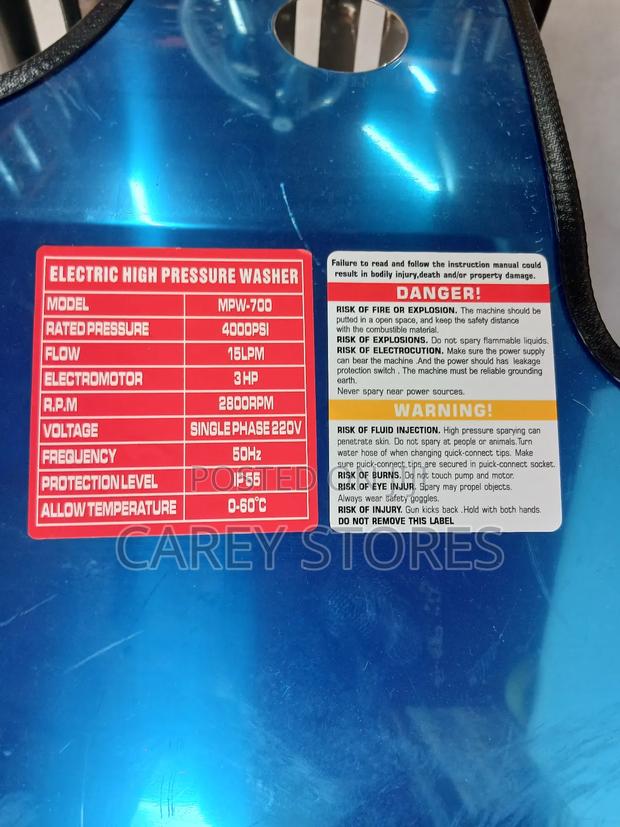 ELECTRIC HIGH PRESSURE WASHER
MODEL MPW-700
RATED PRESSURE 4000PSI
FLOW 15LPM
ELECTROMOTOR 3HP
R.P.M 2800RPM
VOLTAGE SINGLE PHASE 220V
FREQUENCY 50Hz
PROTECTION LEVEL IP55
ALLOW TEMPERATURE 0-60°C
Failure to read and follow the instruction manual could
result in bodily injury,death and/or property damage.
DANGER!
RISK OF FIRE OR EXPLOSION. The machine should be
putted in a open space, and keep the safety distance
with the combustible material.
RISK OF EXPLOSIONS. Do not spary flammable liquids.
RISK OF ELECTROCUTION. Make sure the power supply
can bear the machine .And the power should has leakage
protection switch . The machine must be reliable grounding
earth.
Never spary near power sources.
WARNING!
RISK OF FLUID INJECTION. High pressure sparying can
penetrate skin. Do not spary at people or animals.Turn
water hose of when changing quick-connect tips. Make
sure puick-connect tips are secured in puick-connect socket.
RISK OF BURNS. Do not touch pump and motor.
RISK OF EYE INJUR. Spary may propel objects.
Always wear safety goggles.
RISK OF INJURY. Gun kicks back .Hold with both hands.
DO NOT REMOVE THIS LABEL
POSTED ON Jiji
CAREY STORES